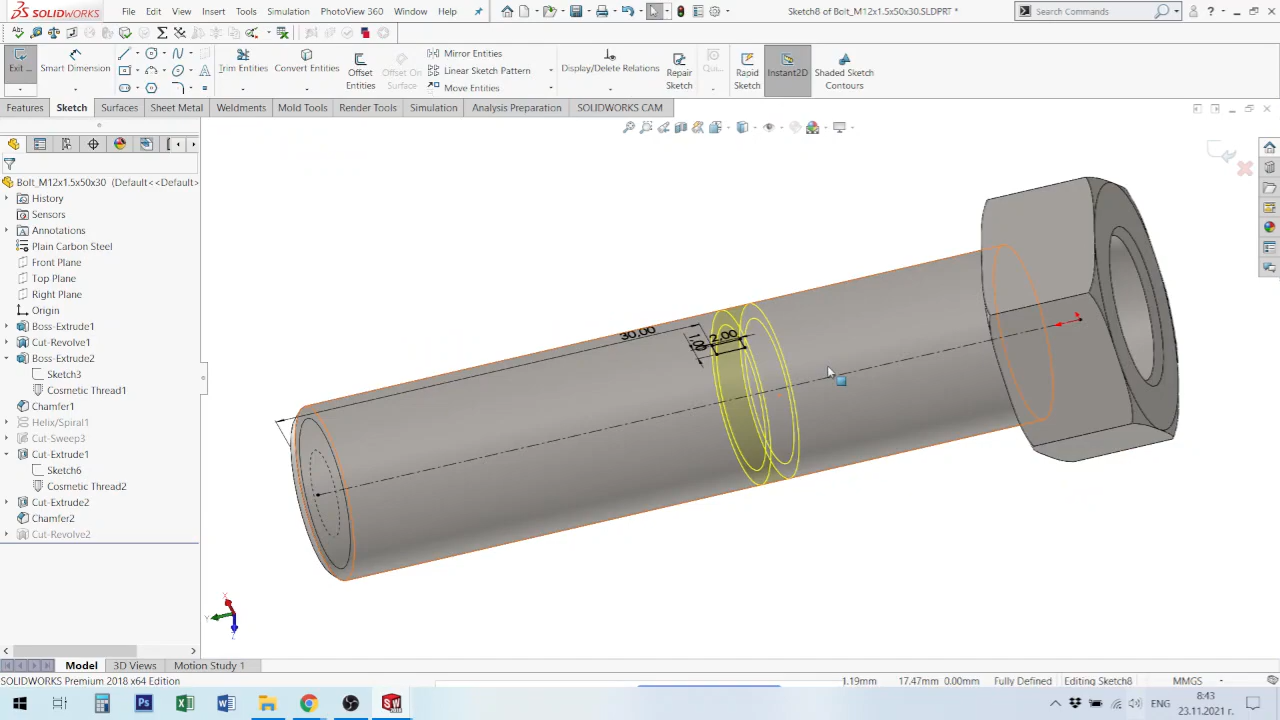 SOLIDWORKS
File Edit View Insert Tools Simulation PhotoView 360 Window Help
Sketch8 of Bolt_M12x1.5x50x30.SLDPRT *
Search Commands
Exit ...
Smart Dimension
Trim Entities
Convert Entities
Offset Entities
Offset On Surface
Mirror Entities
Linear Sketch Pattern
Move Entities
Display/Delete Relations
Repair Sketch
Qui...
Rapid Sketch
Instant2D
Shaded Sketch Contours
Features Sketch Surfaces Sheet Metal Weldments Mold Tools Render Tools Simulation Analysis Preparation SOLIDWORKS CAM
Bolt_M12x1.5x50x30 (Default<<Default>
History
Sensors
Annotations
Plain Carbon Steel
Front Plane
Top Plane
Right Plane
Origin
Boss-Extrude1
Cut-Revolve1
Boss-Extrude2
Sketch3
Cosmetic Thread1
Chamfer1
Helix/Spiral1
Cut-Sweep3
Cut-Extrude1
Sketch6
Cosmetic Thread2
Cut-Extrude2
Chamfer2
Cut-Revolve2
30.00
2.00
1.00
X
Y
Z
Model 3D Views Motion Study 1
SOLIDWORKS Premium 2018 x64 Edition
1.19mm 17.47mm 0.00mm Fully Defined Editing Sketch8 MMGS
ENG
8:43
23.11.2021 г.